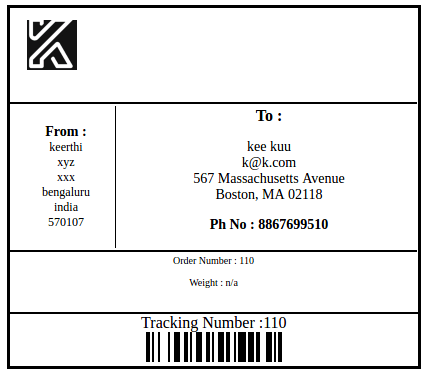 From :
keerthi
xyz
xxx
bengaluru
india
570107
To :
kee kuu
k@k.com
567 Massachusetts Avenue
Boston, MA 02118
Ph No : 8867699510
Order Number : 110
Weight : n/a
Tracking Number :110